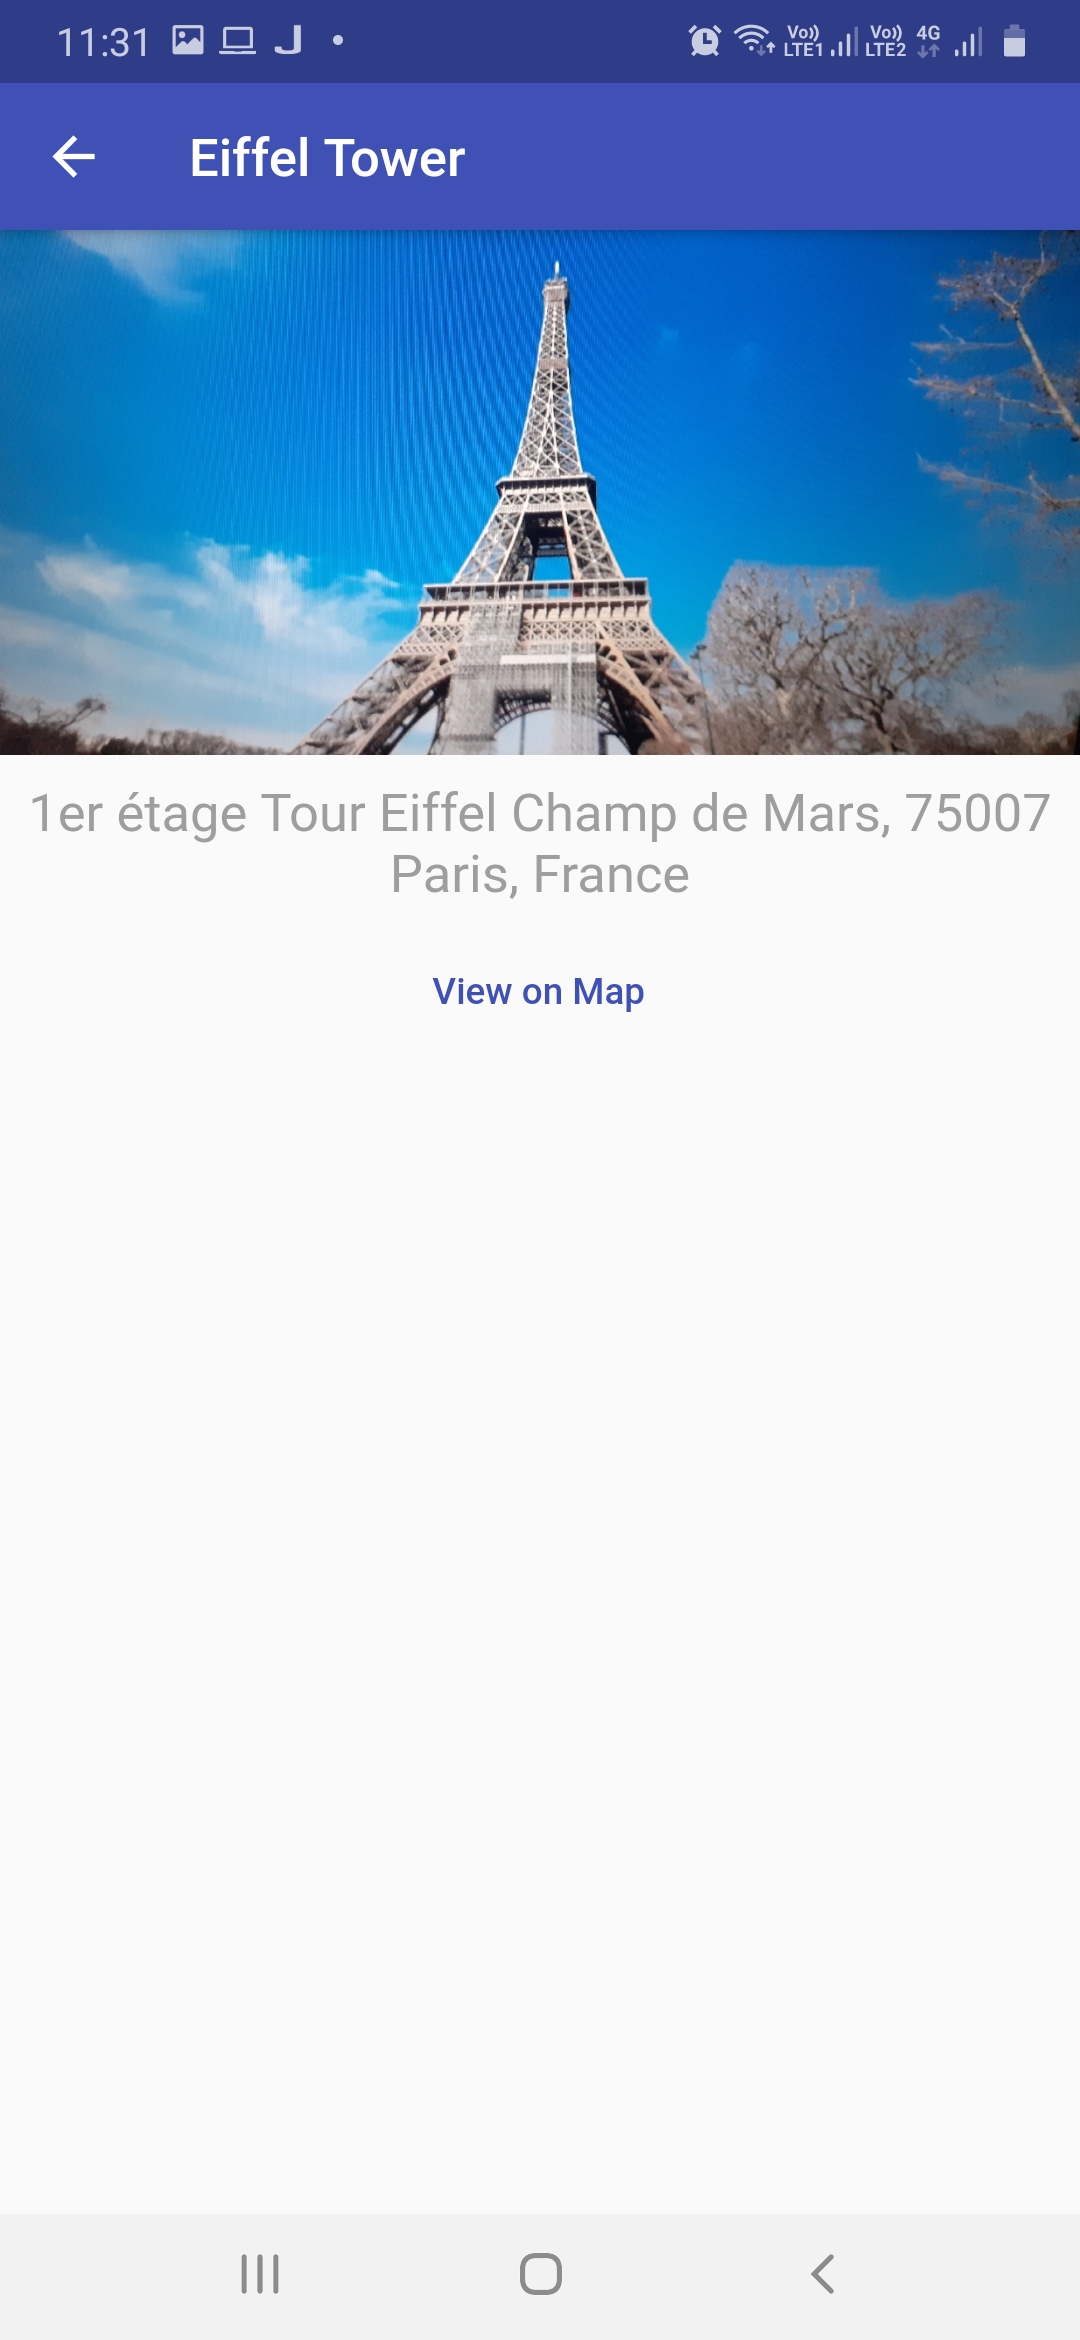 11:31
Vo)) LTE1 Vo)) LTE2 4G
Eiffel Tower
1er étage Tour Eiffel Champ de Mars, 75007
Paris, France
View on Map